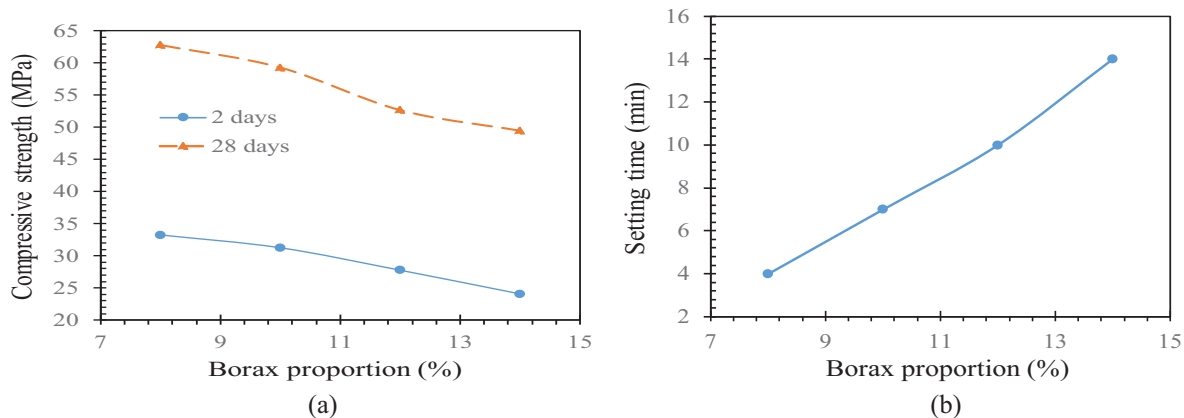 65
60
55
50
45
40
35
30
25
20
Compressive strength (MPa)
2 days
28 days
7 9 11 13 15
Borax proportion (%)
(a)
16
14
12
10
8
6
4
2
Setting time (min)
7 9 11 13 15
Borax proportion (%)
(b)